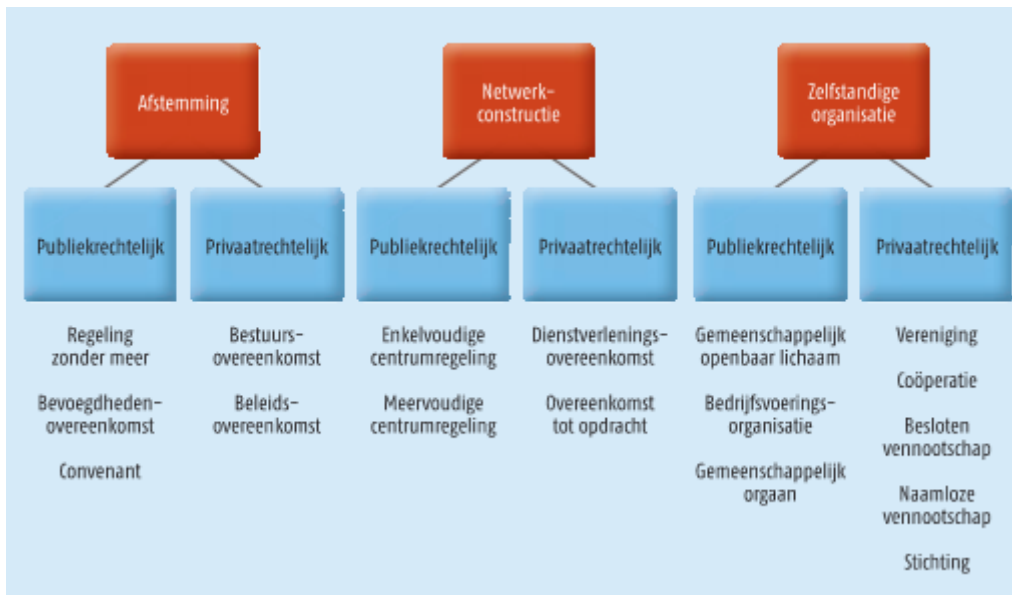 Afstemming
Netwerk-
constructie
Zelfstandige
organisatie
Publiekrechtelijk
Privaatrechtelijk
Publiekrechtelijk
Privaatrechtelijk
Publiekrechtelijk
Privaatrechtelijk
Regeling
zonder meer
Bevoegdheden-
overeenkomst
Convenant
Bestuurs-
overeenkomst
Beleids-
overeenkomst
Enkelvoudige
centrumregeling
Meervoudige
centrumregeling
Dienstverlenings-
overeenkomst
Overeenkomst
tot opdracht
Gemeenschappelijk
openbaar lichaam
Bedrijfsvoerings-
organisatie
Gemeenschappelijk
orgaan
Vereniging
Coöperatie
Besloten
vennootschap
Naamloze
vennootschap
Stichting